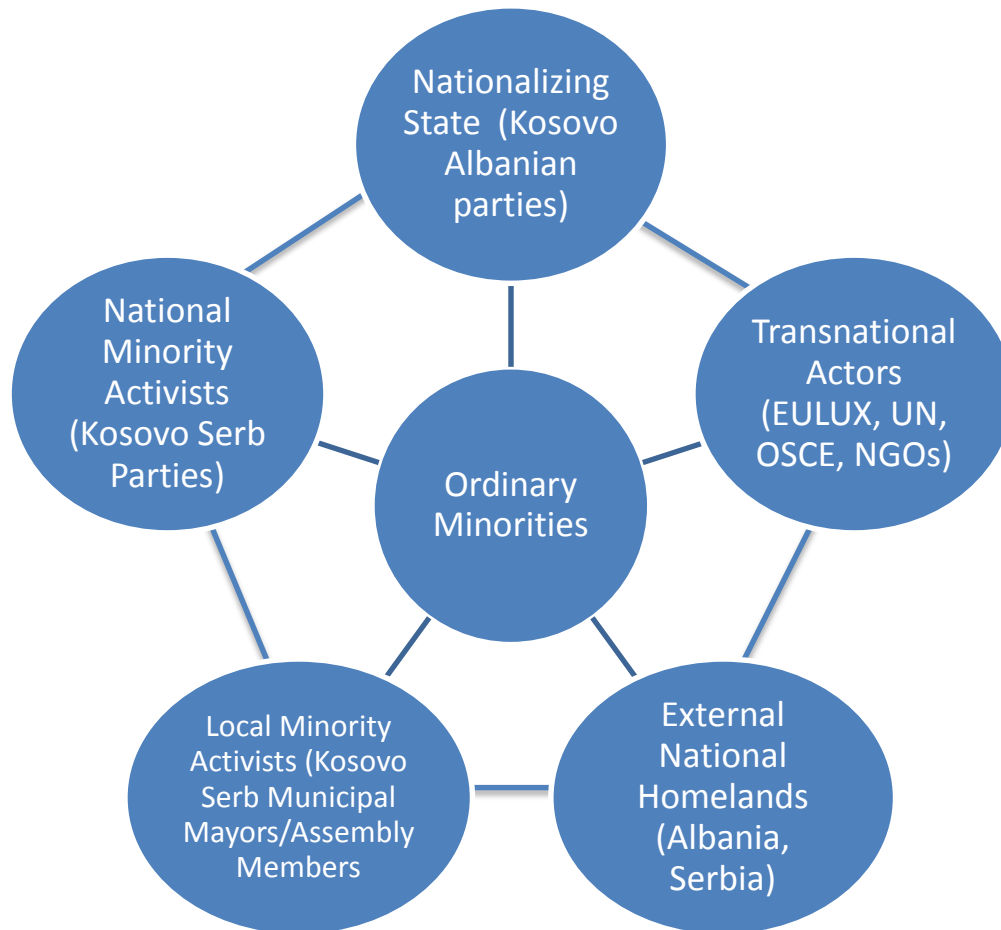 Nationalizing
State (Kosovo
Albanian
parties)
National
Minority
Activists
(Kosovo Serb
Parties)
Transnational
Actors
(EULUX, UN,
OSCE, NGOs)
Ordinary
Minorities
Local Minority
Activists (Kosovo
Serb Municipal
Mayors/Assembly
Members
External
National
Homelands
(Albania,
Serbia)